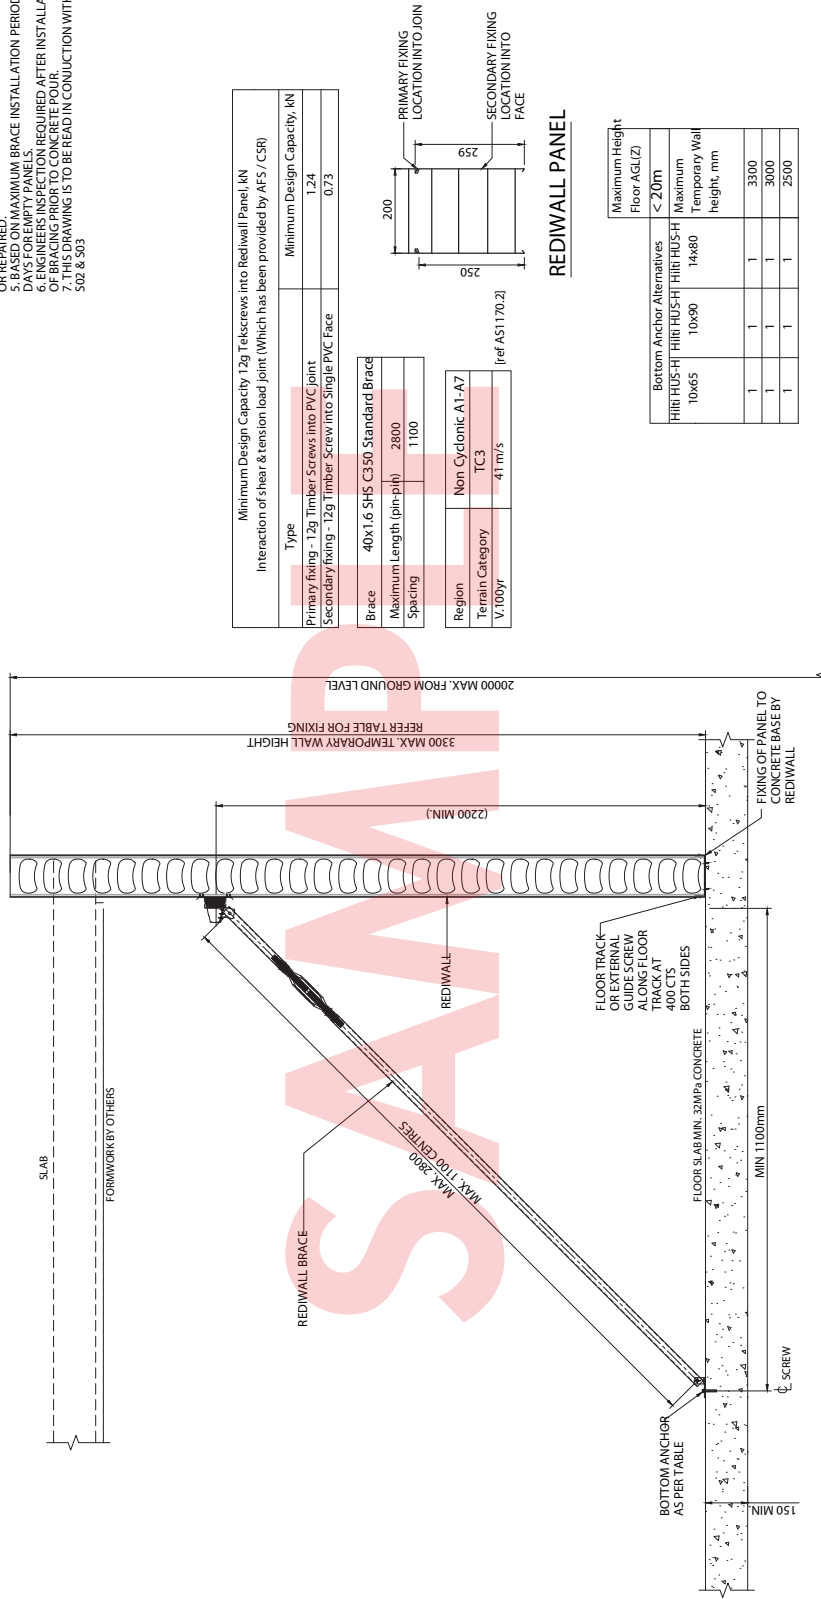 OR REPAIRED.
5. BASED ON MAXIMUM BRACE INSTALLATION PERIOD
DAYS FOR EMPTY PANELS.
6. ENGINEERS INSPECTION REQUIRED AFTER INSTALLA
OF BRACING PRIOR TO CONCRETE POUR.
7. THIS DRAWING IS TO BE READ IN CONJUCTION WITH
S02 & S03
Minimum Design Capacity 12g Tekscrews into Rediwall Panel, kN
Interaction of shear & tension load joint (Which has been provided by AFS / CSR)
Type Minimum Design Capacity, kN
Primary fixing - 12g Timber Screws into PVC joint 1.24
Secondary fixing - 12g Timber Screw into Single PVC Face 0.73
Brace 40x1.6 SHS C350 Standard Brace
Maximum Length (pin-pin) 2800
Spacing 1100
Region Non Cyclonic A1-A7
Terrain Category TC3
V.100yr 41 m/s
[ref AS1170.2]
PRIMARY FIXING
LOCATION INTO JOIN
SECONDARY FIXING
LOCATION INTO
FACE
200
259
250
REDIWALL PANEL
Bottom Anchor Alternatives
Maximum Height
Floor AGL(Z)
< 20m
Hilti HUS-H
10x65
Hilti HUS-H
10x90
Hilti HUS-H
14x80
Maximum
Temporary Wall
height, mm
1 1 1 3300
1 1 1 3000
1 1 1 2500
SLAB
FORMWORK BY OTHERS
REDIWALL BRACE
MAX. 2800
MAX. 1100 CENTRES
REDIWALL
(2200 MIN.)
3300 MAX. TEMPORARY WALL HEIGHT
REFER TABLE FOR FIXING
20000 MAX. FROM GROUND LEVEL
FLOOR TRACK
OR EXTERNAL
GUIDE SCREW
ALONG FLOOR
TRACK AT
400 CTS
BOTH SIDES
FLOOR SLAB MIN. 32MPa CONCRETE
MIN 1100mm
FIXING OF PANEL TO
CONCRETE BASE BY
REDIWALL
BOTTOM ANCHOR
AS PER TABLE
℄ SCREW
150 MIN.
SAMPLE